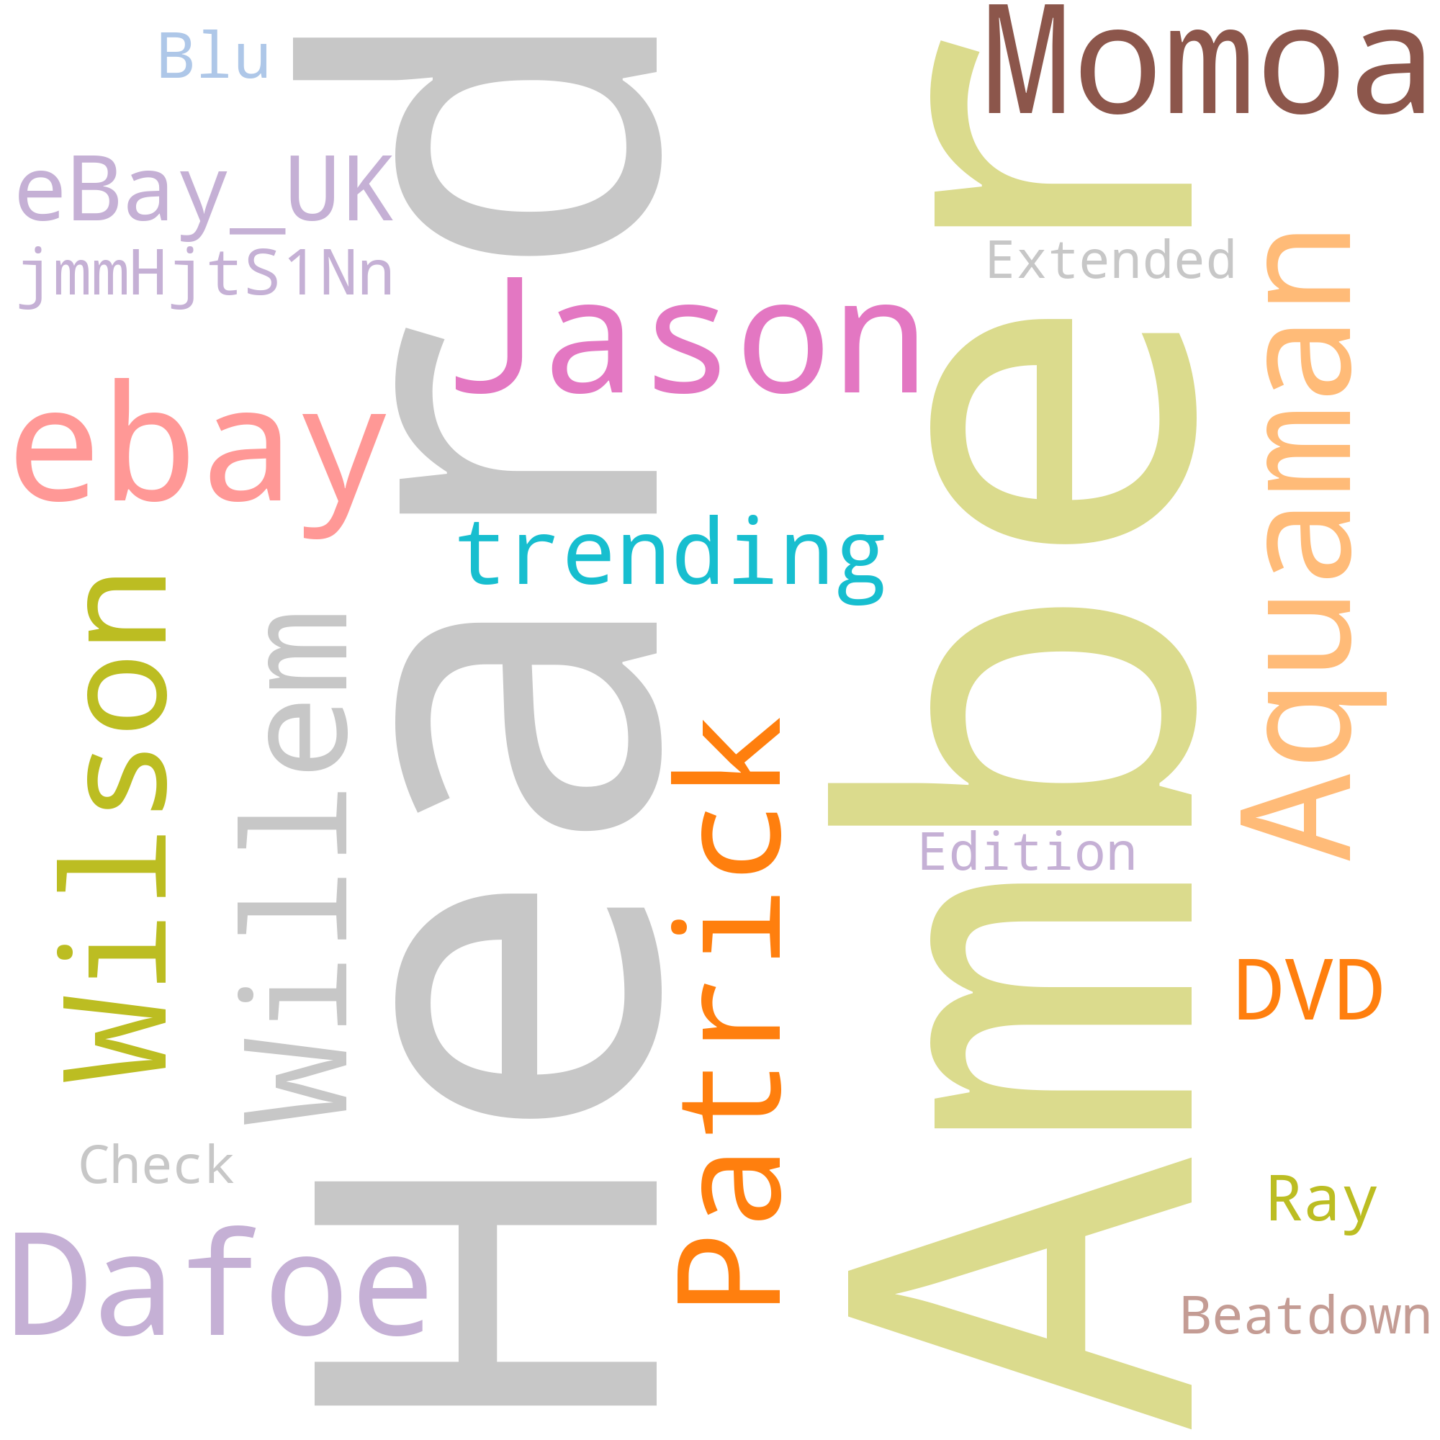 Blu
Heard
Momoa
eBay_UK
jmmHjtS1Nn
Extended
Jason
Aquaman
ebay
trending
Amber
Wilson
Willem
Patrick
Edition
DVD
Check
Ray
Dafoe
Beatdown